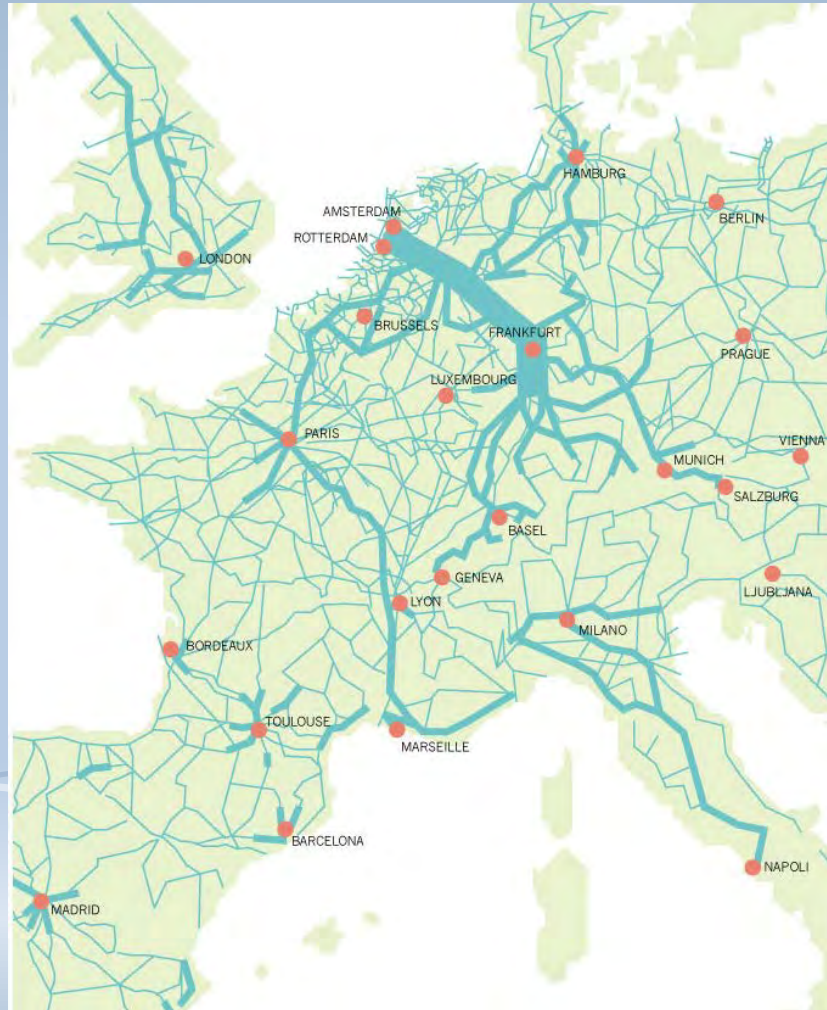 HAMBURG
BERLIN
AMSTERDAM
ROTTERDAM
LONDON
BRUSSELS
FRANKFURT
PRAGUE
LUXEMBOURG
PARIS
VIENNA
MUNICH
SALZBURG
BASEL
GENEVA
LJUBLJANA
LYON
MILANO
BORDEAUX
TOULOUSE
MARSEILLE
BARCELONA
NAPOLI
MADRID